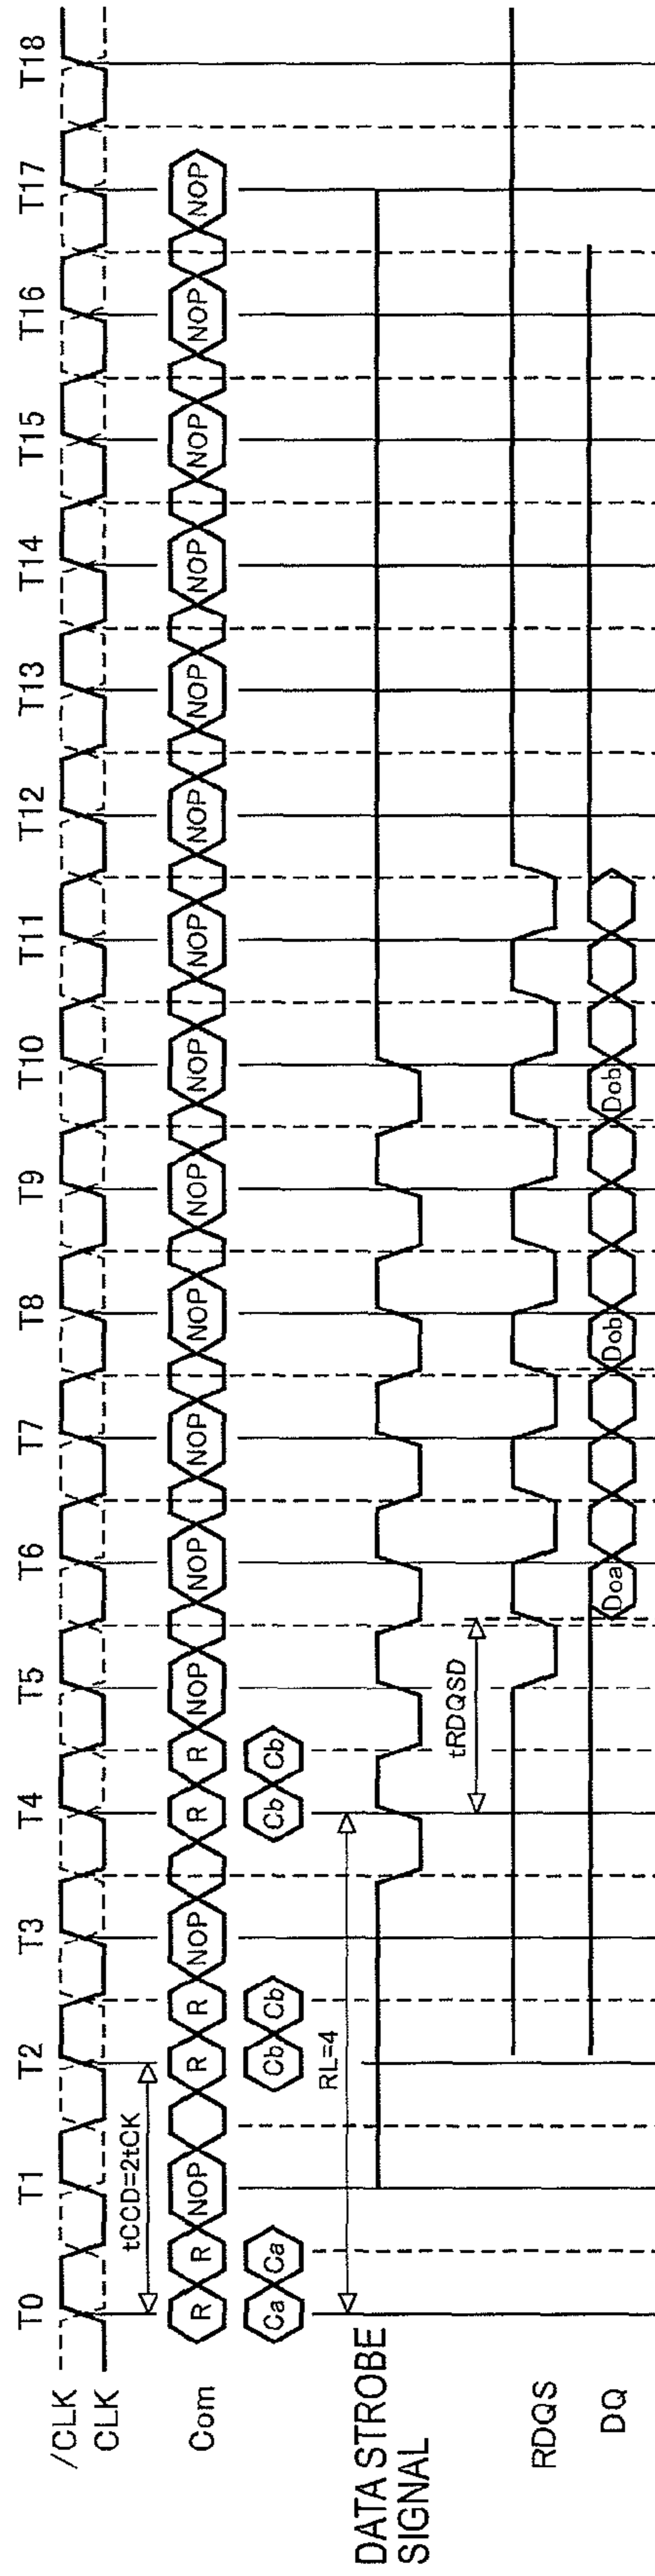 T0 T1 T2 T3 T4 T5 T6 T7 T8 T9 T10 T11 T12 T13 T14 T15 T16 T17 T18
/CLK
CLK
tCCD=2tCK
Com R R NOP R R NOP R R NOP NOP NOP NOP NOP NOP NOP NOP NOP NOP NOP NOP NOP
Ca Ca Cb Cb Cb Cb
RL=4
DATA STROBE
SIGNAL
tRDQSD
RDQS
DQ Doa Dob Dob